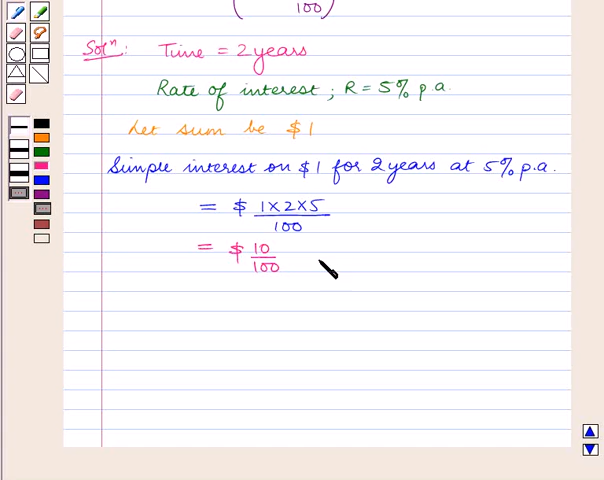 100
Solⁿ: Time = 2 years
Rate of interest ; R = 5% p.a.
Let sum be $1
Simple interest on $1 for 2 years at 5% p.a.
= $ 1×2×5
100
= $ 10
100